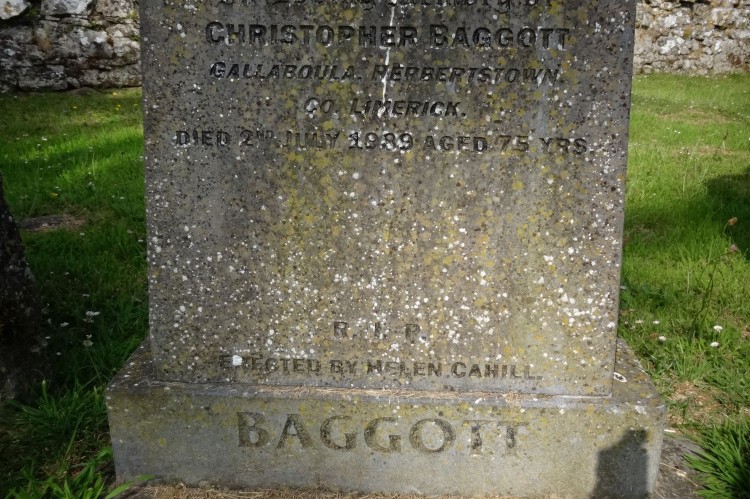 CHRISTOPHER BAGGOTT
GALLABOULA. HERBERTSTOWN.
CO. LIMERICK.
DIED 2ND JULY 1989 AGED 75 YRS.
R. I. P.
ERECTED BY HELEN CAHILL.
BAGGOTT